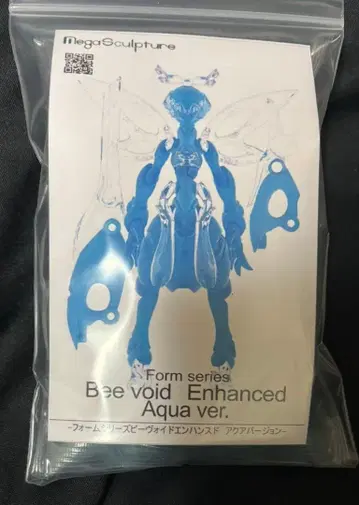 MegaSculpture
Form series
Bee void Enhanced
Aqua ver.
-フォームシリーズビーヴォイドエンハンスド アクアバージョン-